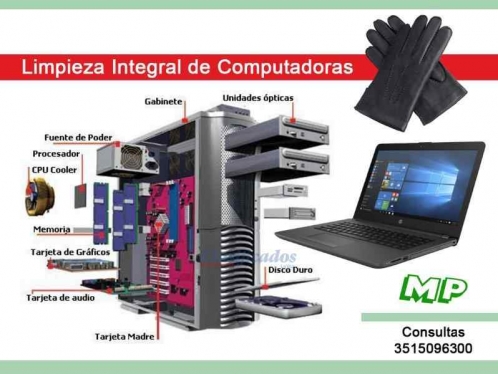 Limpieza Integral de Computadoras
Gabinete
Unidades ópticas
Fuente de Poder
Procesador
CPU Cooler
Memoria
Tarjeta de Gráficos
Tarjeta de audio
Tarjeta Madre
Disco Duro
MP
Consultas
3515096300